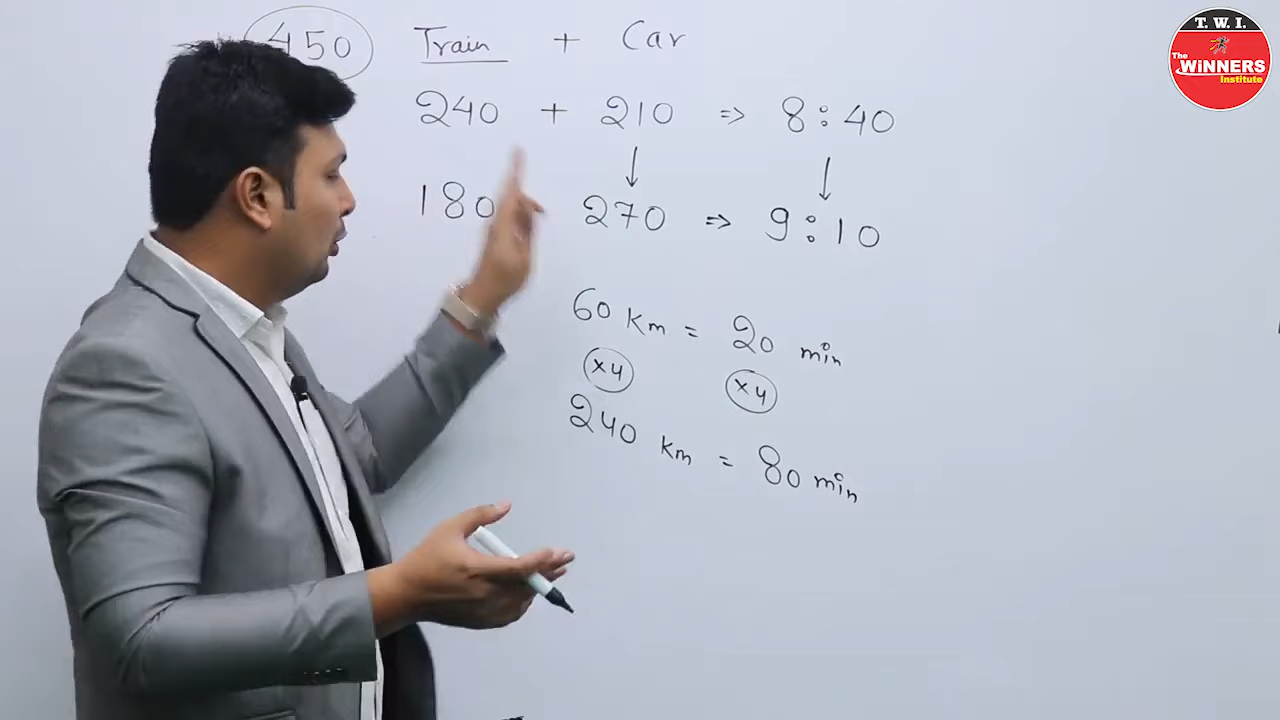 450 Train + Car
240 + 210 ⇒ 8:40
↓ ↓
180 270 ⇒ 9:10
60 Km = 20 min
×4 ×4
240 km = 80 min
T. W. I.
The
WiNNERS
Institute